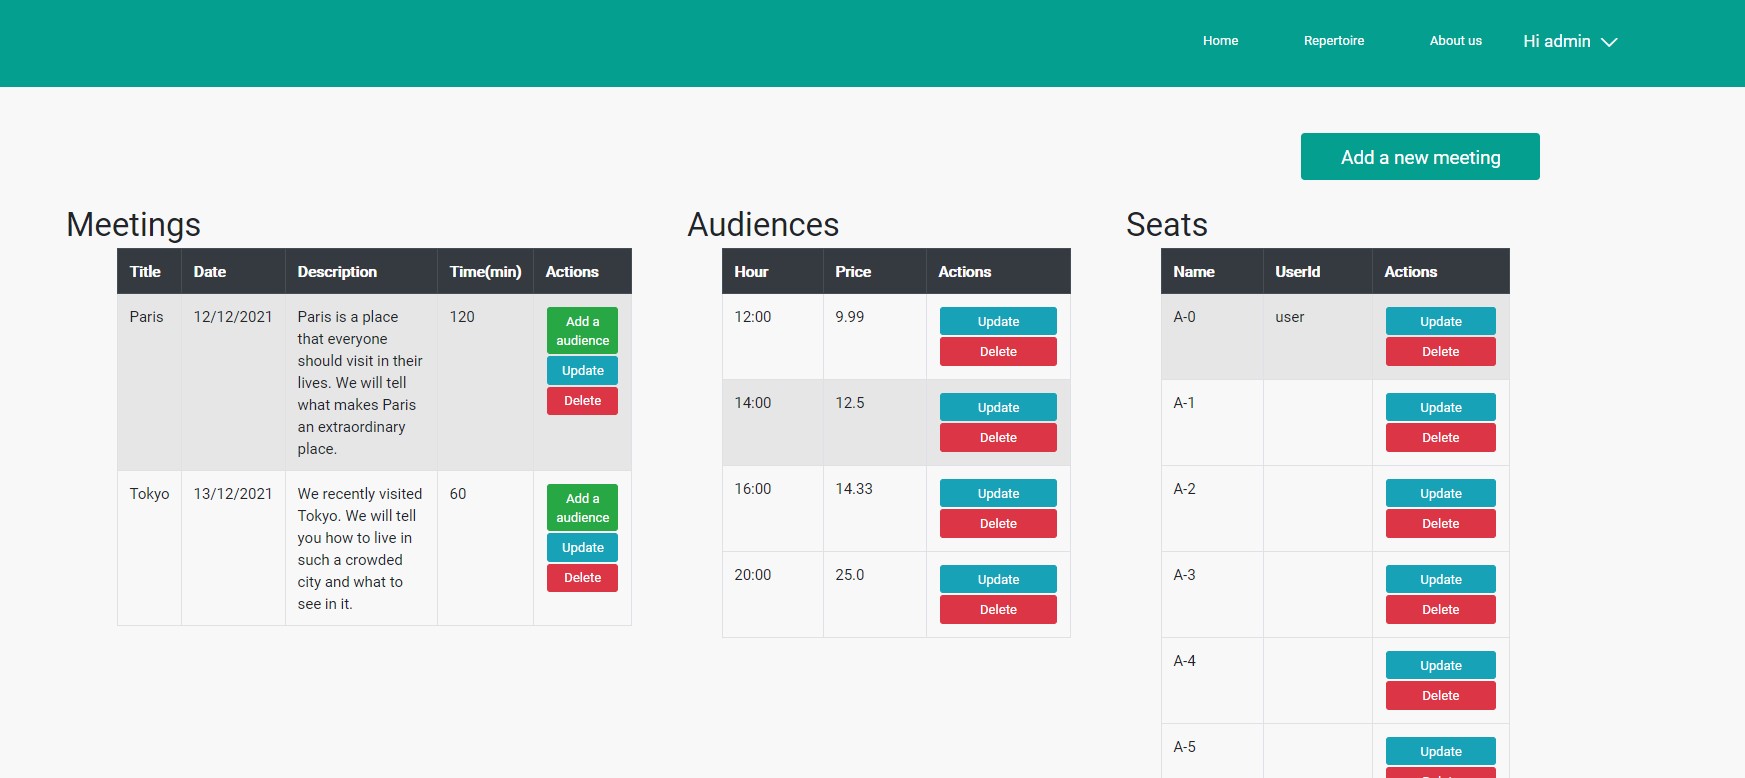 Home Repertoire About us Hi admin
Add a new meeting
Meetings
Title Date Description Time(min) Actions
Paris 12/12/2021 Paris is a place 120 Add a
that everyone audience
should visit in their
lives. We will tell Update
what makes Paris Delete
an extraordinary
place.
Tokyo 13/12/2021 We recently visited 60 Add a
Tokyo. We will tell audience
you how to live in Update
such a crowded
city and what to Delete
see in it.
Audiences
Hour Price Actions
12:00 9.99 Update
Delete
14:00 12.5 Update
Delete
16:00 14.33 Update
Delete
20:00 25.0 Update
Delete
Seats
Name UserId Actions
A-0 user Update
Delete
A-1 Update
Delete
A-2 Update
Delete
A-3 Update
Delete
A-4 Update
Delete
A-5 Update